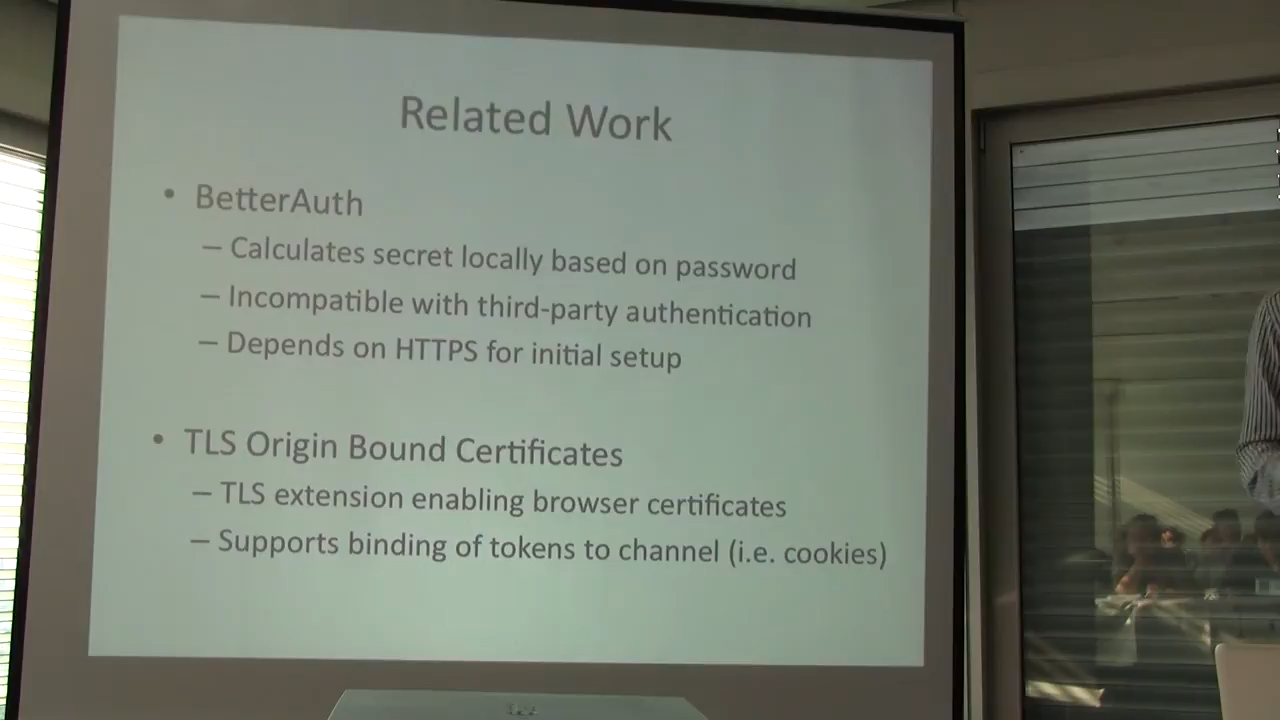 Related Work
• BetterAuth
– Calculates secret locally based on password
– Incompatible with third-party authentication
– Depends on HTTPS for initial setup
• TLS Origin Bound Certificates
– TLS extension enabling browser certificates
– Supports binding of tokens to channel (i.e. cookies)